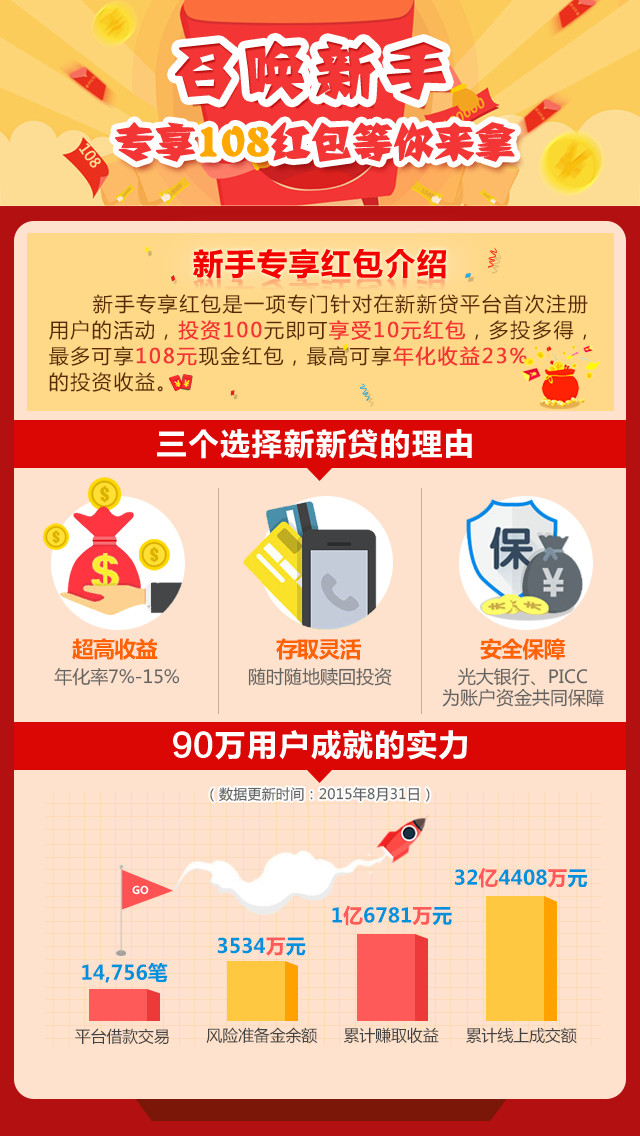 召唤新手
专享108红包等你来拿
108
新手专享红包介绍
新手专享红包是一项专门针对在新新贷平台首次注册
用户的活动，投资100元即可享受10元红包，多投多得，
最多可享108元现金红包，最高可享年化收益23%
的投资收益。
三个选择新新贷的理由
$
$
$
$
保
¥
超高收益
存取灵活
安全保障
年化率7%-15%
随时随地赎回投资
光大银行、PICC
为账户资金共同保障
90万用户成就的实力
（数据更新时间：2015年8月31日）
GO
32亿4408万元
1亿6781万元
3534万元
14,756笔
平台借款交易
风险准备金余额
累计赚取收益
累计线上成交额